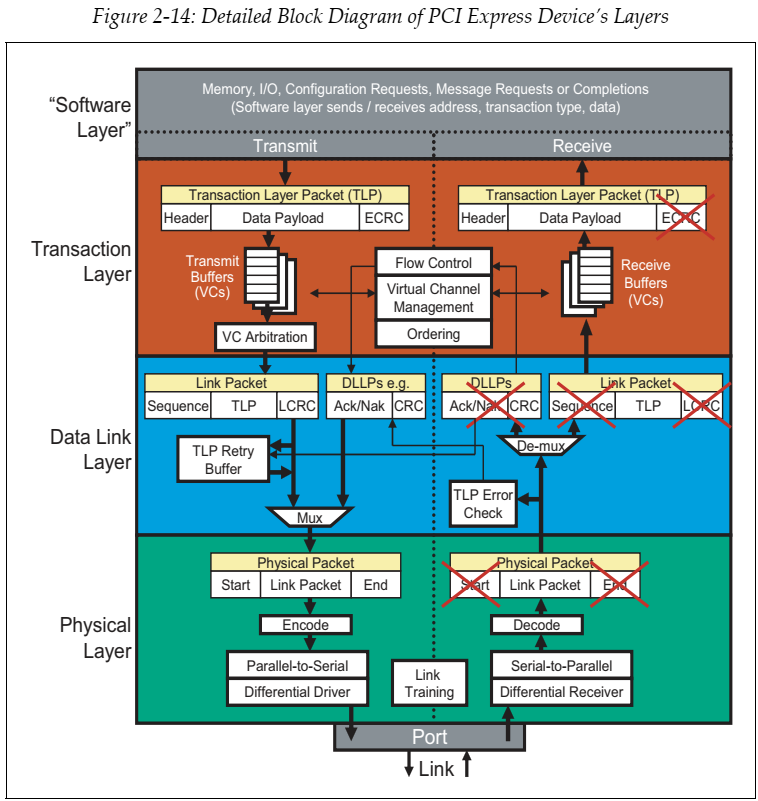 Figure 2-14: Detailed Block Diagram of PCI Express Device's Layers
"Software
Layer"
Memory, I/O, Configuration Requests, Message Requests or Completions
(Software layer sends / receives address, transaction type, data)
Transmit
Receive
Transaction
Layer
Transaction Layer Packet (TLP)
Header
Data Payload
ECRC
Transaction Layer Packet (TLP)
Header
Data Payload
ECRC
Transmit
Buffers
(VCs)
Flow Control
Virtual Channel
Management
Ordering
Receive
Buffers
(VCs)
VC Arbitration
Data Link
Layer
Link Packet
Sequence
TLP
LCRC
DLLPs e.g.
Ack/Nak
CRC
DLLPs
Ack/Nak
CRC
Link Packet
Sequence
TLP
LCRC
TLP Retry
Buffer
De-mux
TLP Error
Check
Mux
Physical
Layer
Physical Packet
Start
Link Packet
End
Physical Packet
Start
Link Packet
End
Encode
Decode
Parallel-to-Serial
Differential Driver
Link
Training
Serial-to-Parallel
Differential Receiver
Port
Link